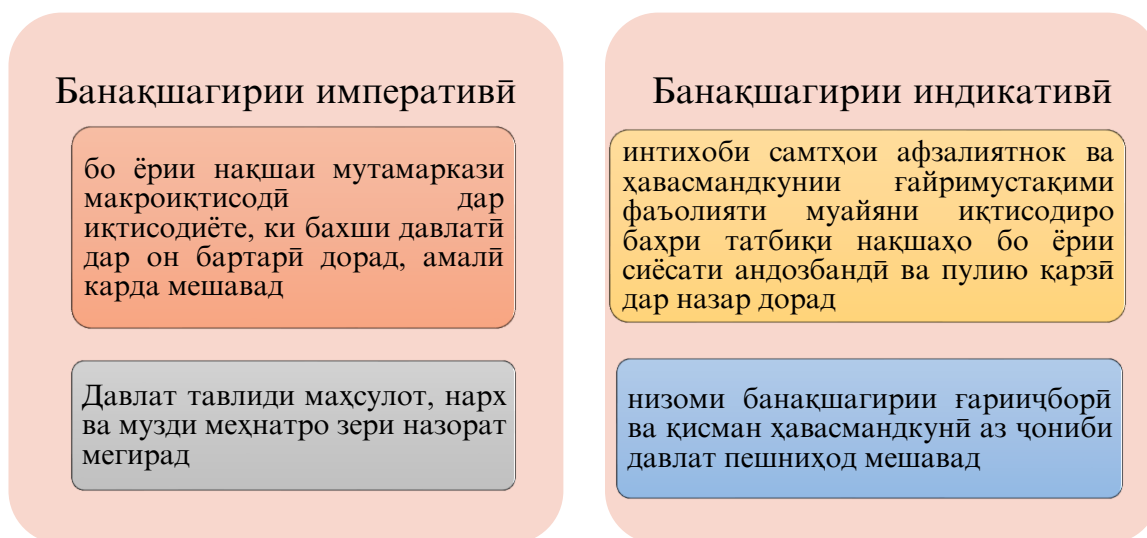 Банақшагирии императивӣ
бо ёрии нақшаи мутамаркази
макроиқтисодӣ дар
иқтисодиёте, ки бахши давлатӣ
дар он бартарӣ дорад, амалӣ
карда мешавад
Давлат тавлиди маҳсулот, нарх
ва музди меҳнатро зери назорат
мегирад
Банақшагирии индикативӣ
интихоби самтҳои афзалиятнок ва
ҳавасмандкунии ғайримустақими
фаъолияти муайяни иқтисодиро
баҳри татбиқи нақшаҳо бо ёрии
сиёсати андозбандӣ ва пулию қарзӣ
дар назар дорад
низоми банақшагирии ғарииҷборӣ
ва қисман ҳавасмандкунӣ аз ҷониби
давлат пешниҳод мешавад